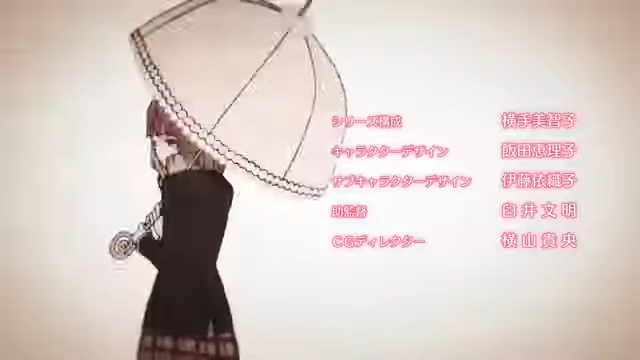 シリーズ構成 横手美智子
キャラクターデザイン 飯田恵理子
サブキャラクターデザイン 伊藤依織子
助監督 臼井文明
CGディレクター 横山貴央